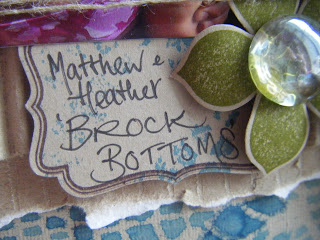 Matthew &
Heather
'BROCK
BOTTOMS